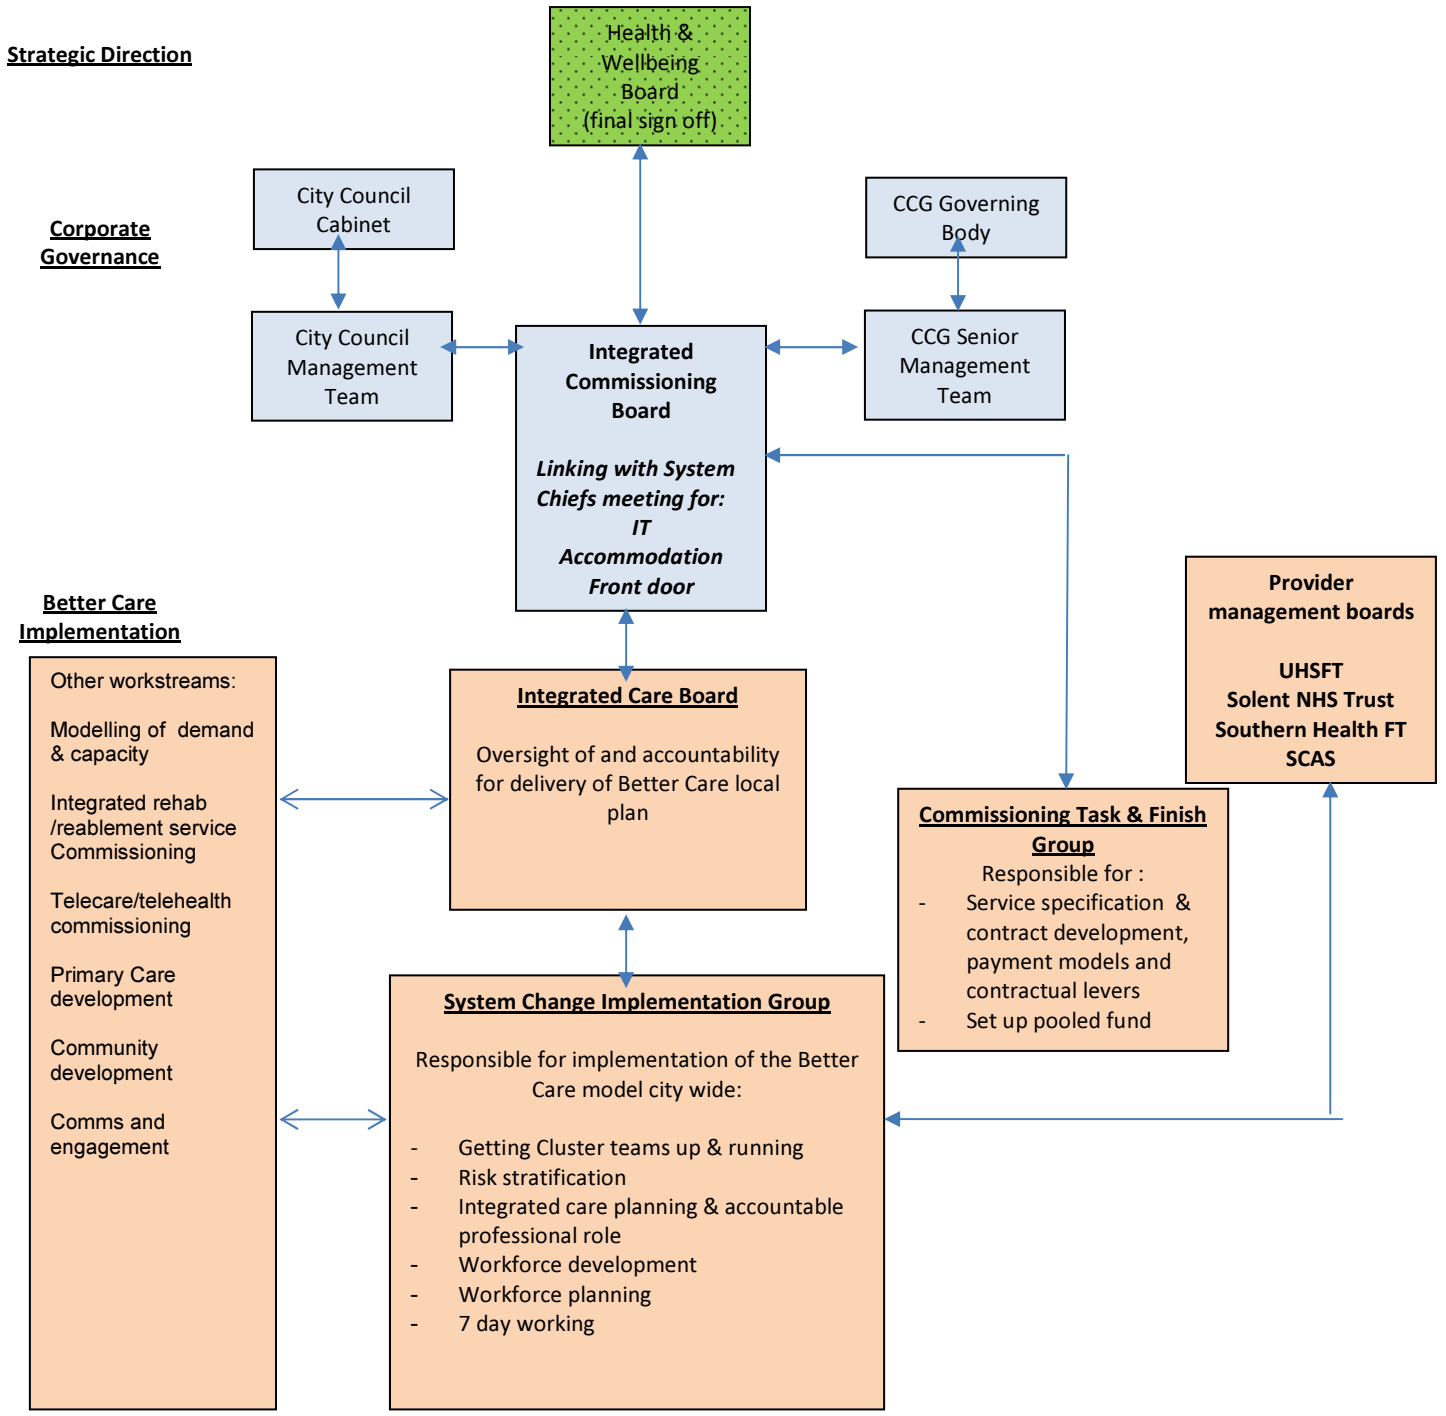 Strategic Direction
Health &
Wellbeing
Board
(final sign off)
Corporate
Governance
City Council
Cabinet
CCG Governing
Body
City Council
Management
Team
Integrated
Commissioning
Board
Linking with System
Chiefs meeting for:
IT
Accommodation
Front door
CCG Senior
Management
Team
Better Care
Implementation
Other workstreams:
Modelling of demand
& capacity
Integrated rehab
/reablement service
Commissioning
Telecare/telehealth
commissioning
Primary Care
development
Community
development
Comms and
engagement
Integrated Care Board
Oversight of and accountability
for delivery of Better Care local
plan
Provider
management boards
UHSFT
Solent NHS Trust
Southern Health FT
SCAS
Commissioning Task & Finish
Group
Responsible for :
- Service specification &
contract development,
payment models and
contractual levers
- Set up pooled fund
System Change Implementation Group
Responsible for implementation of the Better
Care model city wide:
- Getting Cluster teams up & running
- Risk stratification
- Integrated care planning & accountable
professional role
- Workforce development
- Workforce planning
- 7 day working